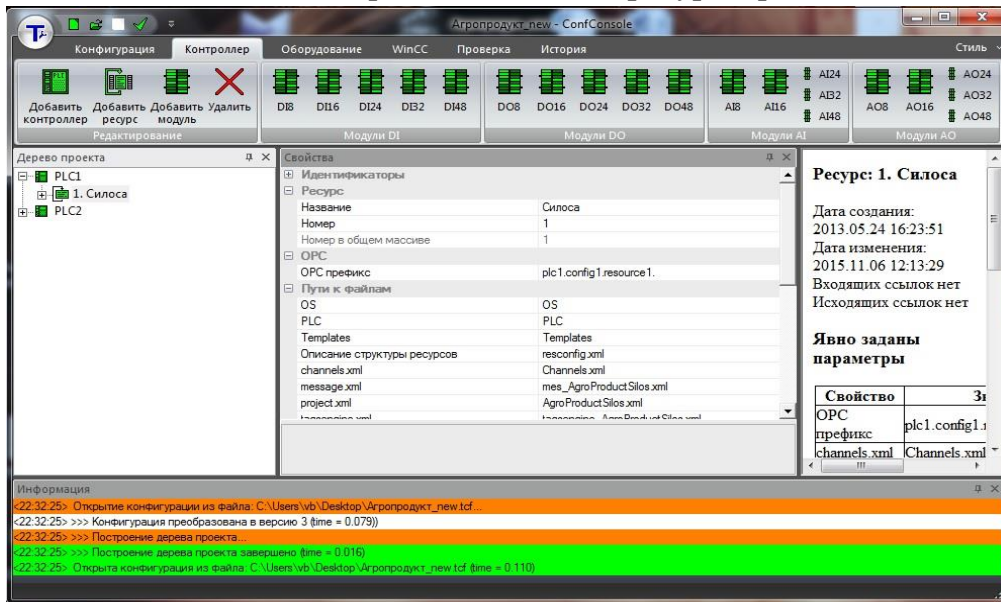 Агропродукт_new - ConfConsole
Конфигурация Контроллер Оборудование WinCC Проверка История Стиль
Добавить контроллер Добавить ресурс Добавить модуль Удалить DI8 DI16 DI24 DI32 DI48 DO8 DO16 DO24 DO32 DO48 AI8 AI16 AI24 AI32 AI48 AO8 AO16 AO24 AO32 AO48
Редактирование Модули DI Модули DO Модули AI Модули AO
Дерево проекта
PLC1
1. Силоса
PLC2
Свойства
Идентификаторы
Ресурс
Название Силоса
Номер 1
Номер в общем массиве 1
OPC
OPC префикс plc1.config1.resource1.
Пути к файлам
OS OS
PLC PLC
Templates Templates
Описание структуры ресурсов resconfig.xml
channels.xml Channels.xml
message.xml mes_AgroProductSilos.xml
project.xml AgroProductSilos.xml
Ресурс: 1. Силоса
Дата создания:
2013.05.24 16:23:51
Дата изменения:
2015.11.06 12:13:29
Входящих ссылок нет
Исходящих ссылок нет
Явно заданы
параметры
Свойство
OPC
префикс plc1.config1.
channels.xml Channels.xml
Информация
<22:32:25> Открытие конфигурации из файла: C:\Users\vb\Desktop\Агропродукт_new.tcf...
<22:32:25> >>> Конфигурация преобразована в версию 3 (time = 0.079))
<22:32:25> >>> Построение дерева проекта...
<22:32:25> >>> Построение дерева проекта завершено (time = 0.016)
<22:32:25> Открыта конфигурация из файла: C:\Users\vb\Desktop\Агропродукт_new.tcf (time = 0.110)